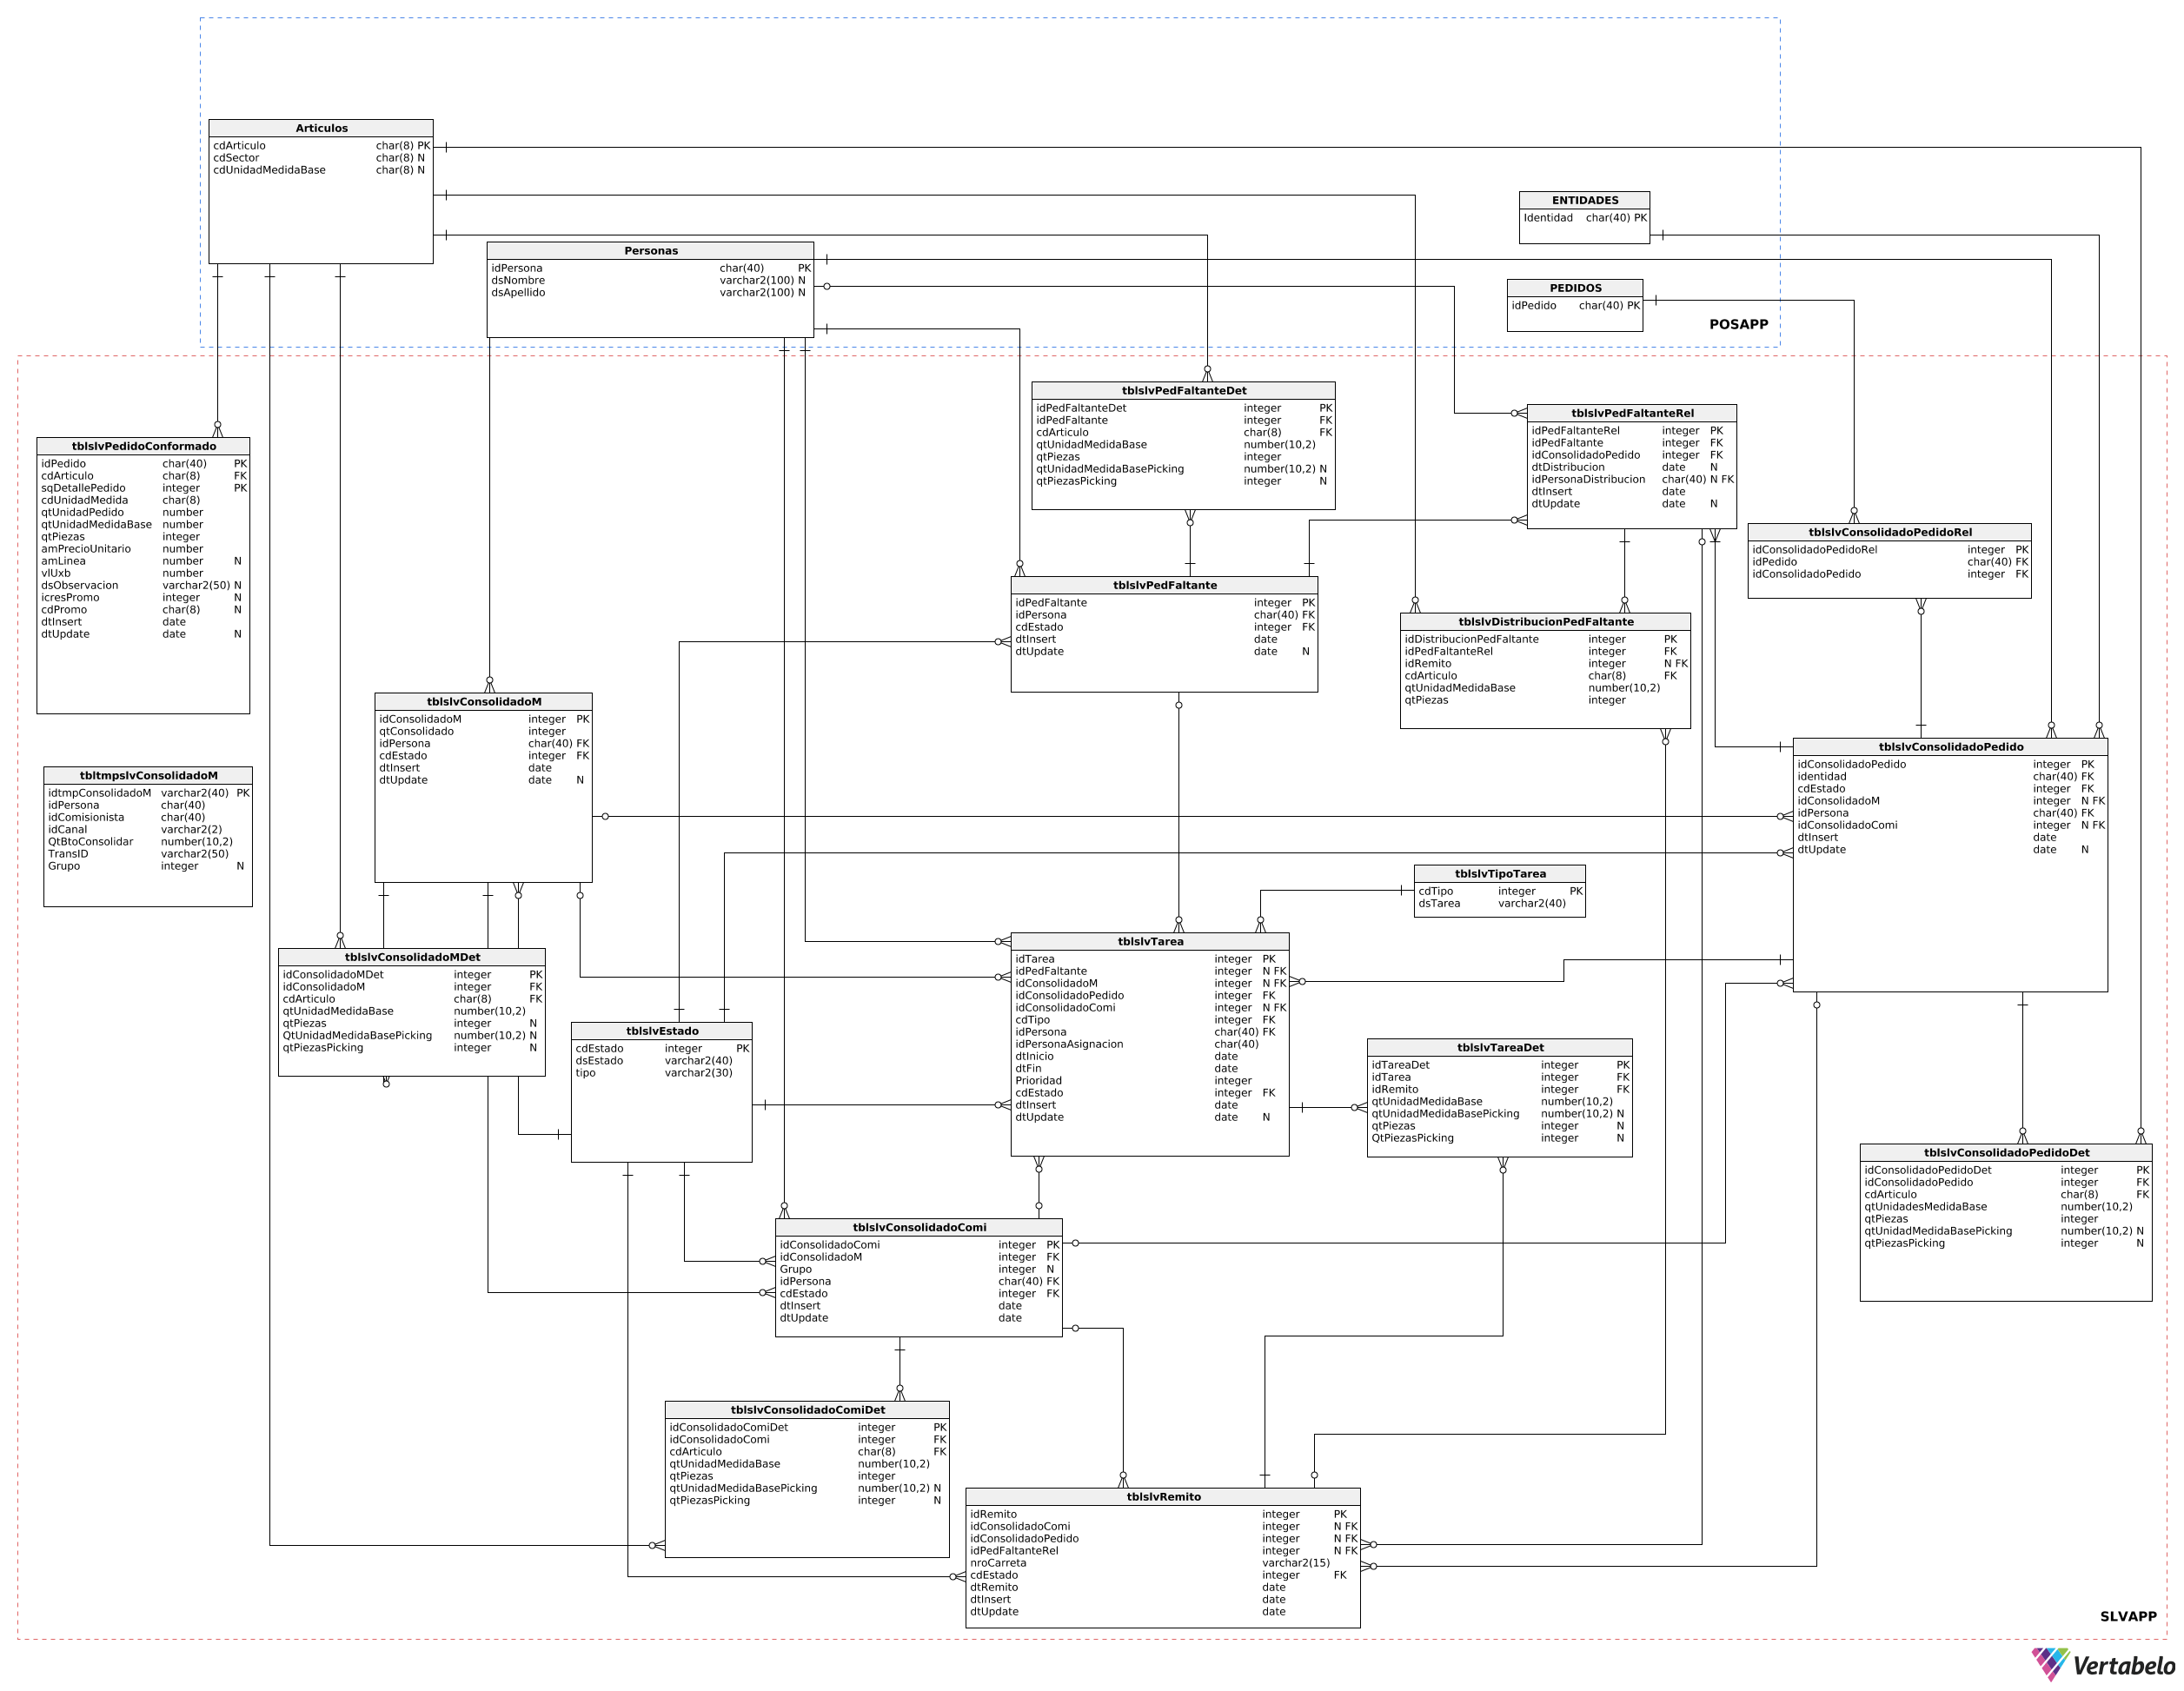 Articulos
cdArticulo char(8) PK
cdSector char(8) N
cdUnidadMedidaBase char(8) N
ENTIDADES
Identidad char(40) PK
Personas
idPersona char(40) PK
dsNombre varchar2(100) N
dsApellido varchar2(100) N
PEDIDOS
idPedido char(40) PK
POSAPP
tblslvPedFaltanteDet
idPedFaltanteDet integer PK
idPedFaltante integer FK
cdArticulo char(8) FK
qtUnidadMedidaBase number(10,2)
qtPiezas integer
qtUnidadMedidaBasePicking number(10,2) N
qtPiezasPicking integer N
tblslvPedFaltanteRel
idPedFaltanteRel integer PK
idPedFaltante integer FK
idConsolidadoPedido integer FK
dtDistribucion date N
idPersonaDistribucion char(40) N FK
dtInsert date
dtUpdate date N
tblslvPedidoConformado
idPedido char(40) PK
cdArticulo char(8) FK
sqDetallePedido integer PK
cdUnidadMedida char(8)
qtUnidadPedido number
qtUnidadMedidaBase number
qtPiezas integer
amPrecioUnitario number
amLinea number N
vlUxb number
dsObservacion varchar2(50) N
icresPromo integer N
cdPromo char(8) N
dtInsert date
dtUpdate date N
tblslvConsolidadoPedidoRel
idConsolidadoPedidoRel integer PK
idPedido char(40) FK
idConsolidadoPedido integer FK
tblslvPedFaltante
idPedFaltante integer PK
idPersona char(40) FK
cdEstado integer FK
dtInsert date
dtUpdate date N
tblslvDistribucionPedFaltante
idDistribucionPedFaltante integer PK
idPedFaltanteRel integer FK
idRemito integer N FK
cdArticulo char(8) FK
qtUnidadMedidaBase number(10,2)
qtPiezas integer
tblslvConsolidadoM
idConsolidadoM integer PK
qtConsolidado integer
idPersona char(40) FK
cdEstado integer FK
dtInsert date
dtUpdate date N
tblslvConsolidadoPedido
idConsolidadoPedido integer PK
identidad char(40) FK
cdEstado integer FK
idConsolidadoM integer N FK
idPersona char(40) FK
idConsolidadoComi integer N FK
dtInsert date
dtUpdate date N
tbltmpslvConsolidadoM
idtmpConsolidadoM varchar2(40) PK
idPersona char(40)
idComisionista char(40)
idCanal varchar2(2)
QtBtoConsolidar number(10,2)
TransID varchar2(50)
Grupo integer N
tblslvTipoTarea
cdTipo integer PK
dsTarea varchar2(40)
tblslvTarea
idTarea integer PK
idPedFaltante integer N FK
idConsolidadoM integer N FK
idConsolidadoPedido integer FK
idConsolidadoComi integer N FK
cdTipo integer FK
idPersona char(40) FK
idPersonaAsignacion char(40)
dtInicio date
dtFin date
Prioridad integer
cdEstado integer FK
dtInsert date
dtUpdate date N
tblslvConsolidadoMDet
idConsolidadoMDet integer PK
idConsolidadoM integer FK
cdArticulo char(8) FK
qtUnidadMedidaBase number(10,2)
qtPiezas integer N
QtUnidadMedidaBasePicking number(10,2) N
qtPiezasPicking integer N
tblslvEstado
cdEstado integer PK
dsEstado varchar2(40)
tipo varchar2(30)
tblslvTareaDet
idTareaDet integer PK
idTarea integer FK
idRemito integer FK
qtUnidadMedidaBase number(10,2)
qtUnidadMedidaBasePicking number(10,2) N
qtPiezas integer N
QtPiezasPicking integer N
tblslvConsolidadoPedidoDet
idConsolidadoPedidoDet integer PK
idConsolidadoPedido integer FK
cdArticulo char(8) FK
qtUnidadesMedidaBase number(10,2)
qtPiezas integer
qtUnidadMedidaBasePicking number(10,2) N
qtPiezasPicking integer N
tblslvConsolidadoComi
idConsolidadoComi integer PK
idConsolidadoM integer FK
Grupo integer N
idPersona char(40) FK
cdEstado integer FK
dtInsert date
dtUpdate date
tblslvConsolidadoComiDet
idConsolidadoComiDet integer PK
idConsolidadoComi integer FK
cdArticulo char(8) FK
qtUnidadMedidaBase number(10,2)
qtPiezas integer
qtUnidadMedidaBasePicking number(10,2) N
qtPiezasPicking integer N
tblslvRemito
idRemito integer PK
idConsolidadoComi integer N FK
idConsolidadoPedido integer N FK
idPedFaltanteRel integer N FK
nroCarreta varchar2(15)
cdEstado integer FK
dtRemito date
dtInsert date
dtUpdate date
SLVAPP
Vertabelo